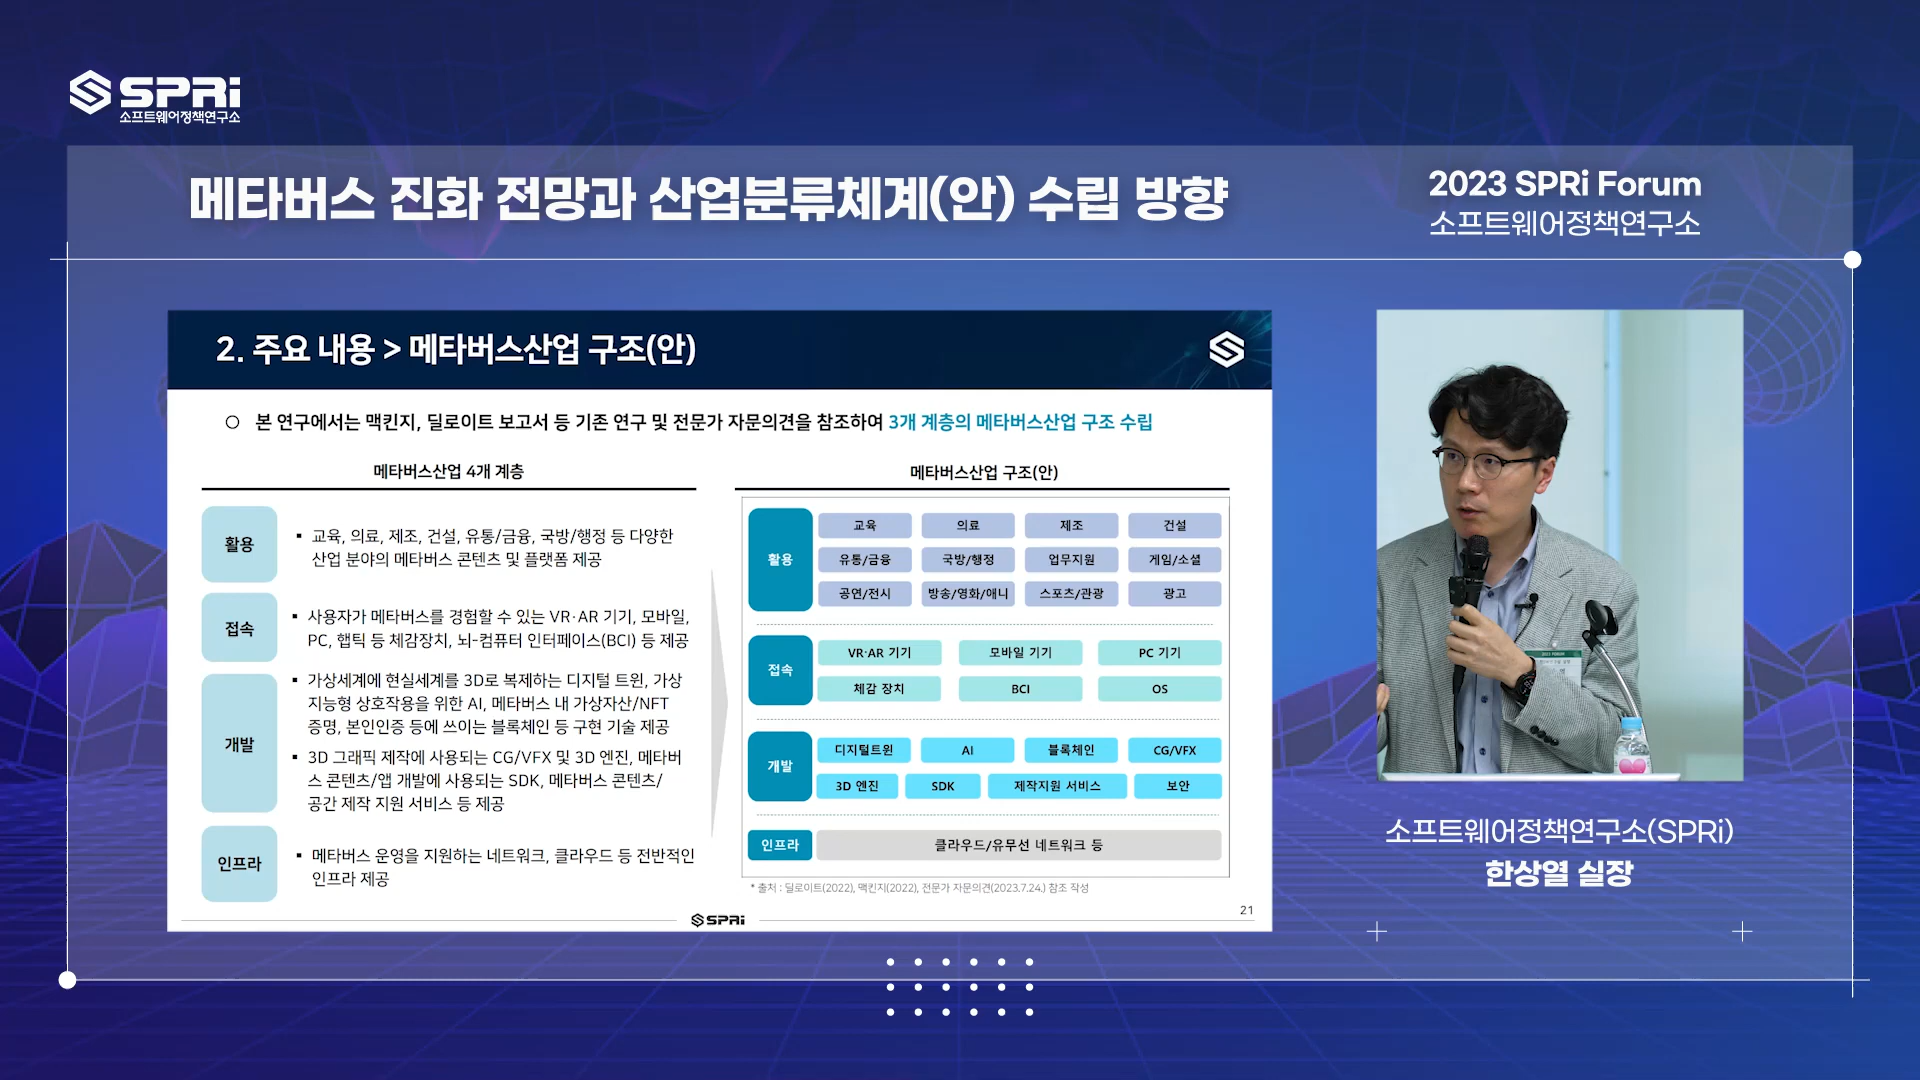 SPRi
소프트웨어정책연구소
메타버스 진화 전망과 산업분류체계(안) 수립 방향
2023 SPRi Forum
소프트웨어정책연구소
2. 주요 내용 > 메타버스산업 구조(안)
본 연구에서는 맥킨지, 딜로이트 보고서 등 기존 연구 및 전문가 자문의견을 참조하여 3개 계층의 메타버스산업 구조 수립
메타버스산업 4개 계층
활용
▪ 교육, 의료, 제조, 건설, 유통/금융, 국방/행정 등 다양한
산업 분야의 메타버스 콘텐츠 및 플랫폼 제공
접속
▪ 사용자가 메타버스를 경험할 수 있는 VR·AR 기기, 모바일,
PC, 햅틱 등 체감장치, 뇌-컴퓨터 인터페이스(BCI) 등 제공
개발
▪ 가상세계에 현실세계를 3D로 복제하는 디지털 트윈, 가상
지능형 상호작용을 위한 AI, 메타버스 내 가상자산/NFT
증명, 본인인증 등에 쓰이는 블록체인 등 구현 기술 제공
▪ 3D 그래픽 제작에 사용되는 CG/VFX 및 3D 엔진, 메타버
스 콘텐츠/앱 개발에 사용되는 SDK, 메타버스 콘텐츠/
공간 제작 지원 서비스 등 제공
인프라
▪ 메타버스 운영을 지원하는 네트워크, 클라우드 등 전반적인
인프라 제공
메타버스산업 구조(안)
활용
교육 의료 제조 건설
유통/금융 국방/행정 업무지원 게임/소셜
공연/전시 방송/영화/애니 스포츠/관광 광고
접속
VR·AR 기기 모바일 기기 PC 기기
체감 장치 BCI OS
개발
디지털트윈 AI 블록체인 CG/VFX
3D 엔진 SDK 제작지원 서비스 보안
인프라
클라우드/유무선 네트워크 등
* 출처 : 딜로이트(2022), 맥킨지(2022), 전문가 자문의견(2023.7.24.) 참조 작성
SPRi
21
소프트웨어정책연구소(SPRi)
한상열 실장